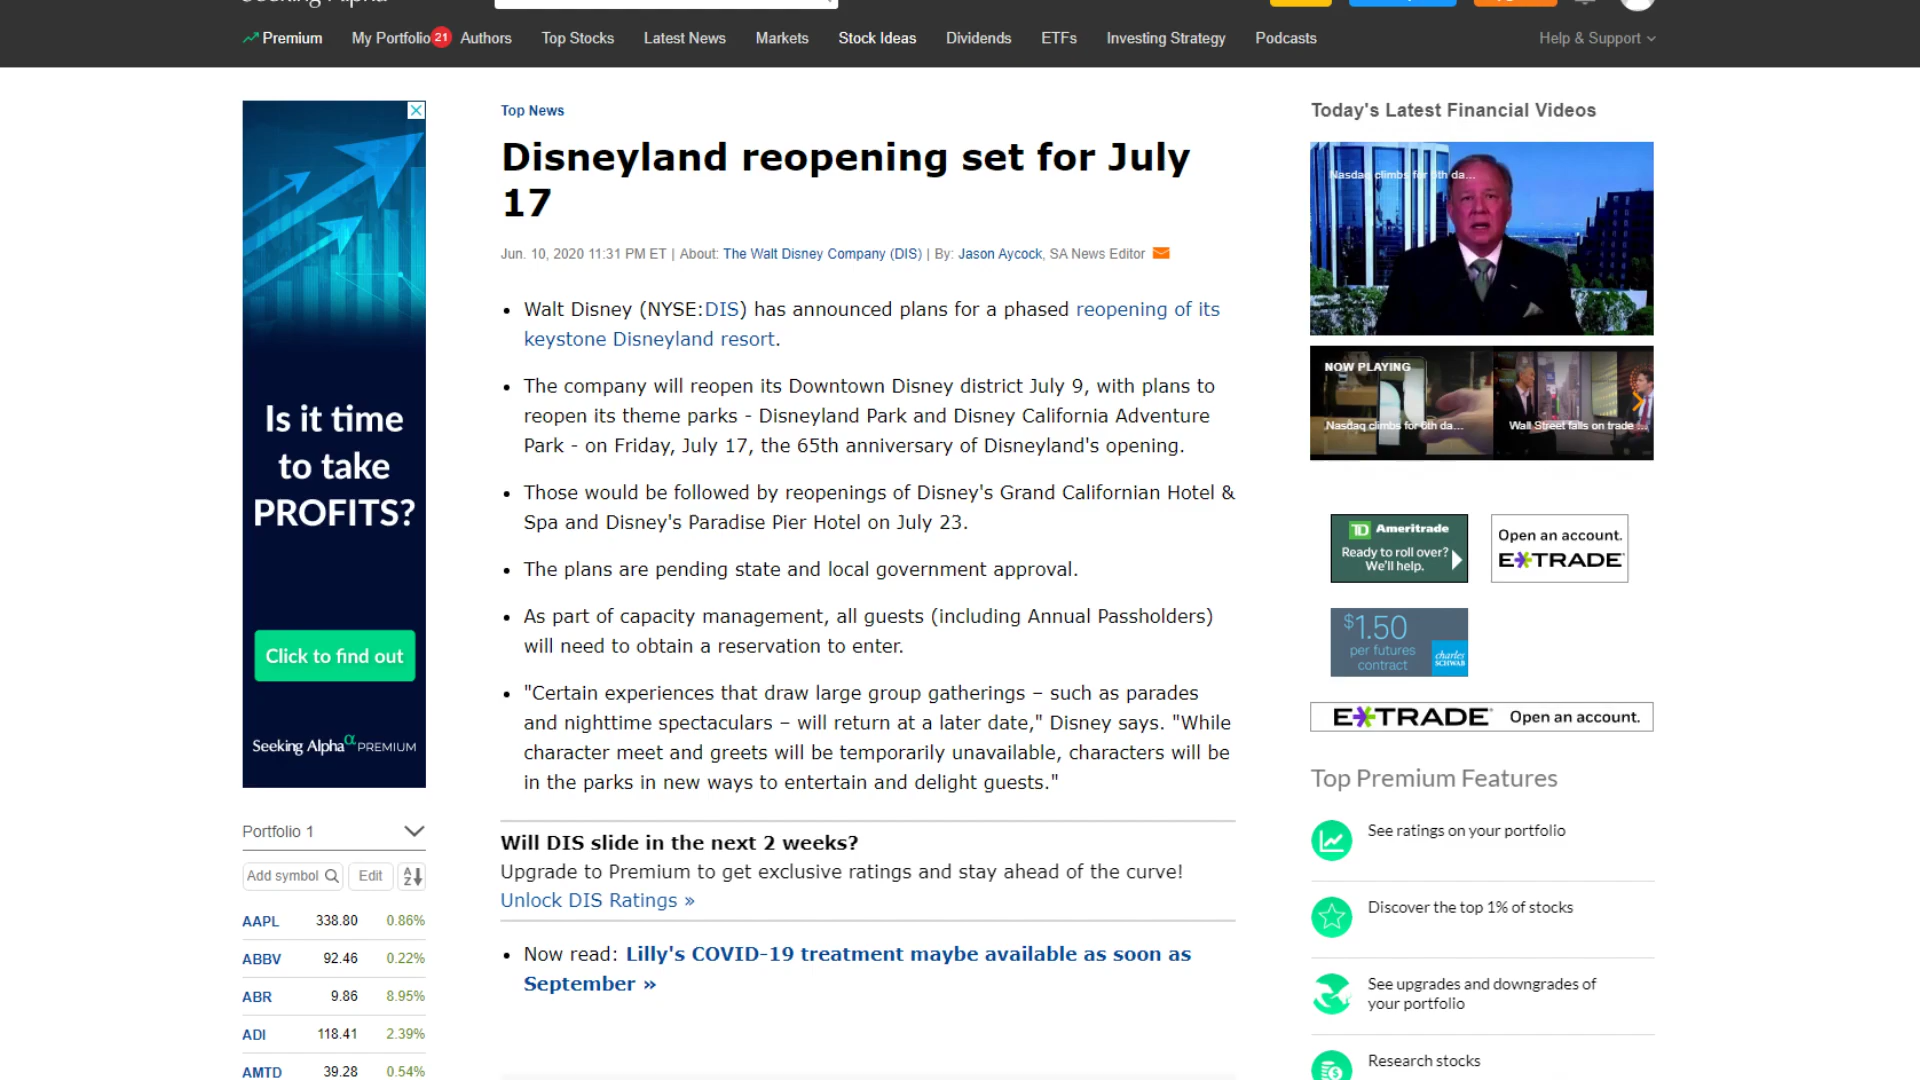 Premium My Portfolio 21 Authors Top Stocks Latest News Markets Stock Ideas Dividends ETFs Investing Strategy Podcasts Help & Support
Is it time
to take
PROFITS?
Click to find out
Seeking Alphaα PREMIUM
Portfolio 1
Add symbol Edit
AAPL 338.80 0.86%
ABBV 92.46 0.22%
ABR 9.86 8.95%
ADI 118.41 2.39%
AMTD 39.28 0.54%
Top News
Disneyland reopening set for July
17
Jun. 10, 2020 11:31 PM ET | About: The Walt Disney Company (DIS) | By: Jason Aycock, SA News Editor
• Walt Disney (NYSE:DIS) has announced plans for a phased reopening of its
keystone Disneyland resort.
• The company will reopen its Downtown Disney district July 9, with plans to
reopen its theme parks - Disneyland Park and Disney California Adventure
Park - on Friday, July 17, the 65th anniversary of Disneyland's opening.
• Those would be followed by reopenings of Disney's Grand Californian Hotel &
Spa and Disney's Paradise Pier Hotel on July 23.
• The plans are pending state and local government approval.
• As part of capacity management, all guests (including Annual Passholders)
will need to obtain a reservation to enter.
• "Certain experiences that draw large group gatherings – such as parades
and nighttime spectaculars – will return at a later date," Disney says. "While
character meet and greets will be temporarily unavailable, characters will be
in the parks in new ways to entertain and delight guests."
Will DIS slide in the next 2 weeks?
Upgrade to Premium to get exclusive ratings and stay ahead of the curve!
Unlock DIS Ratings »
• Now read: Lilly's COVID-19 treatment maybe available as soon as
September »
Today's Latest Financial Videos
Nasdaq climbs for 6th da...
NOW PLAYING
Nasdaq climbs for 6th da...
Wall Street falls on trade ...
TD Ameritrade
Ready to roll over?
We'll help.
Open an account.
E*TRADE
$1.50
per futures
contract
charles
SCHWAB
E*TRADE Open an account.
Top Premium Features
See ratings on your portfolio
Discover the top 1% of stocks
See upgrades and downgrades of
your portfolio
Research stocks